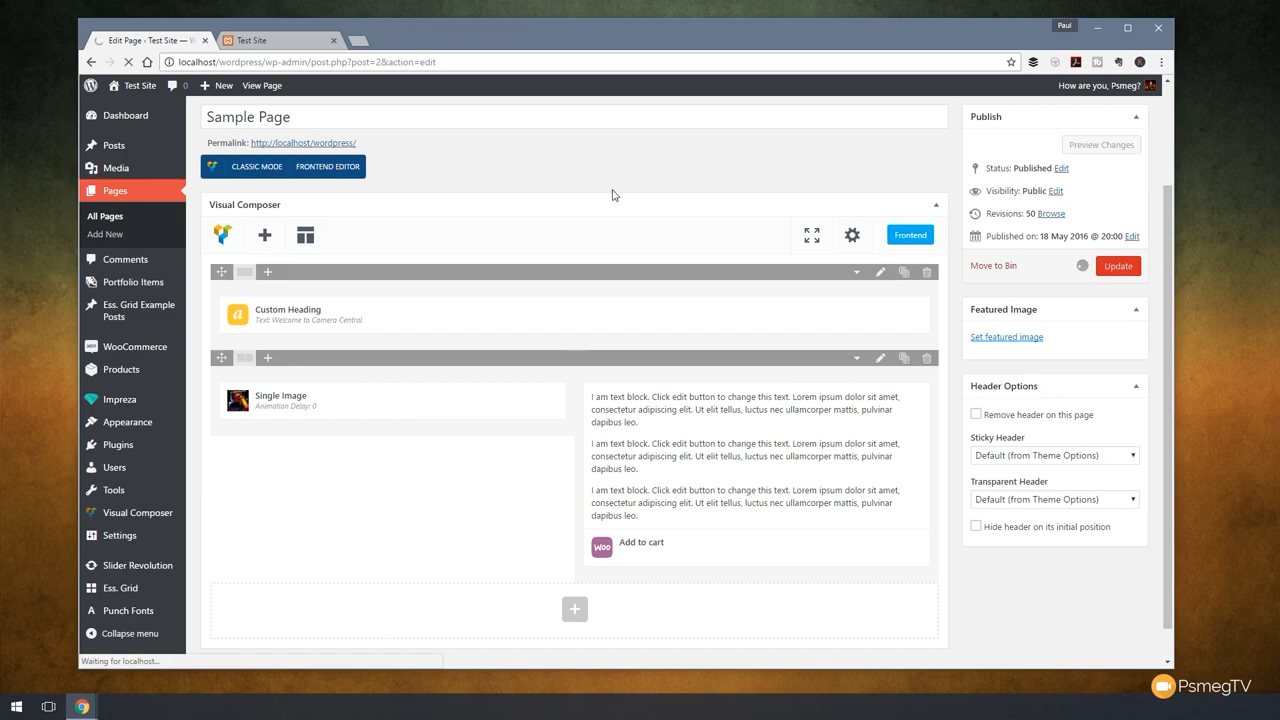 Paul
Edit Page ‹ Test Site — W
Test Site
localhost/wordpress/wp-admin/post.php?post=2&action=edit
Test Site
0
New
View Page
How are you, Psmeg?
Dashboard
Posts
Media
Pages
All Pages
Add New
Comments
Portfolio Items
Ess. Grid Example
Posts
WooCommerce
Products
Impreza
Appearance
Plugins
Users
Tools
Visual Composer
Settings
Slider Revolution
Ess. Grid
Punch Fonts
Collapse menu
Sample Page
Permalink: http://localhost/wordpress/
CLASSIC MODE
FRONTEND EDITOR
Visual Composer
Frontend
Custom Heading
Text: Welcome to Camera Central
Single Image
Animation Delay: 0
I am text block. Click edit button to change this text. Lorem ipsum dolor sit amet,
consectetur adipiscing elit. Ut elit tellus, luctus nec ullamcorper mattis, pulvinar
dapibus leo.
I am text block. Click edit button to change this text. Lorem ipsum dolor sit amet,
consectetur adipiscing elit. Ut elit tellus, luctus nec ullamcorper mattis, pulvinar
dapibus leo.
I am text block. Click edit button to change this text. Lorem ipsum dolor sit amet,
consectetur adipiscing elit. Ut elit tellus, luctus nec ullamcorper mattis, pulvinar
dapibus leo.
Woo
Add to cart
Publish
Preview Changes
Status: Published Edit
Visibility: Public Edit
Revisions: 50 Browse
Published on: 18 May 2016 @ 20:00 Edit
Move to Bin
Update
Featured Image
Set featured image
Header Options
Remove header on this page
Sticky Header
Default (from Theme Options)
Transparent Header
Default (from Theme Options)
Hide header on its initial position
Waiting for localhost...
PsmegTV